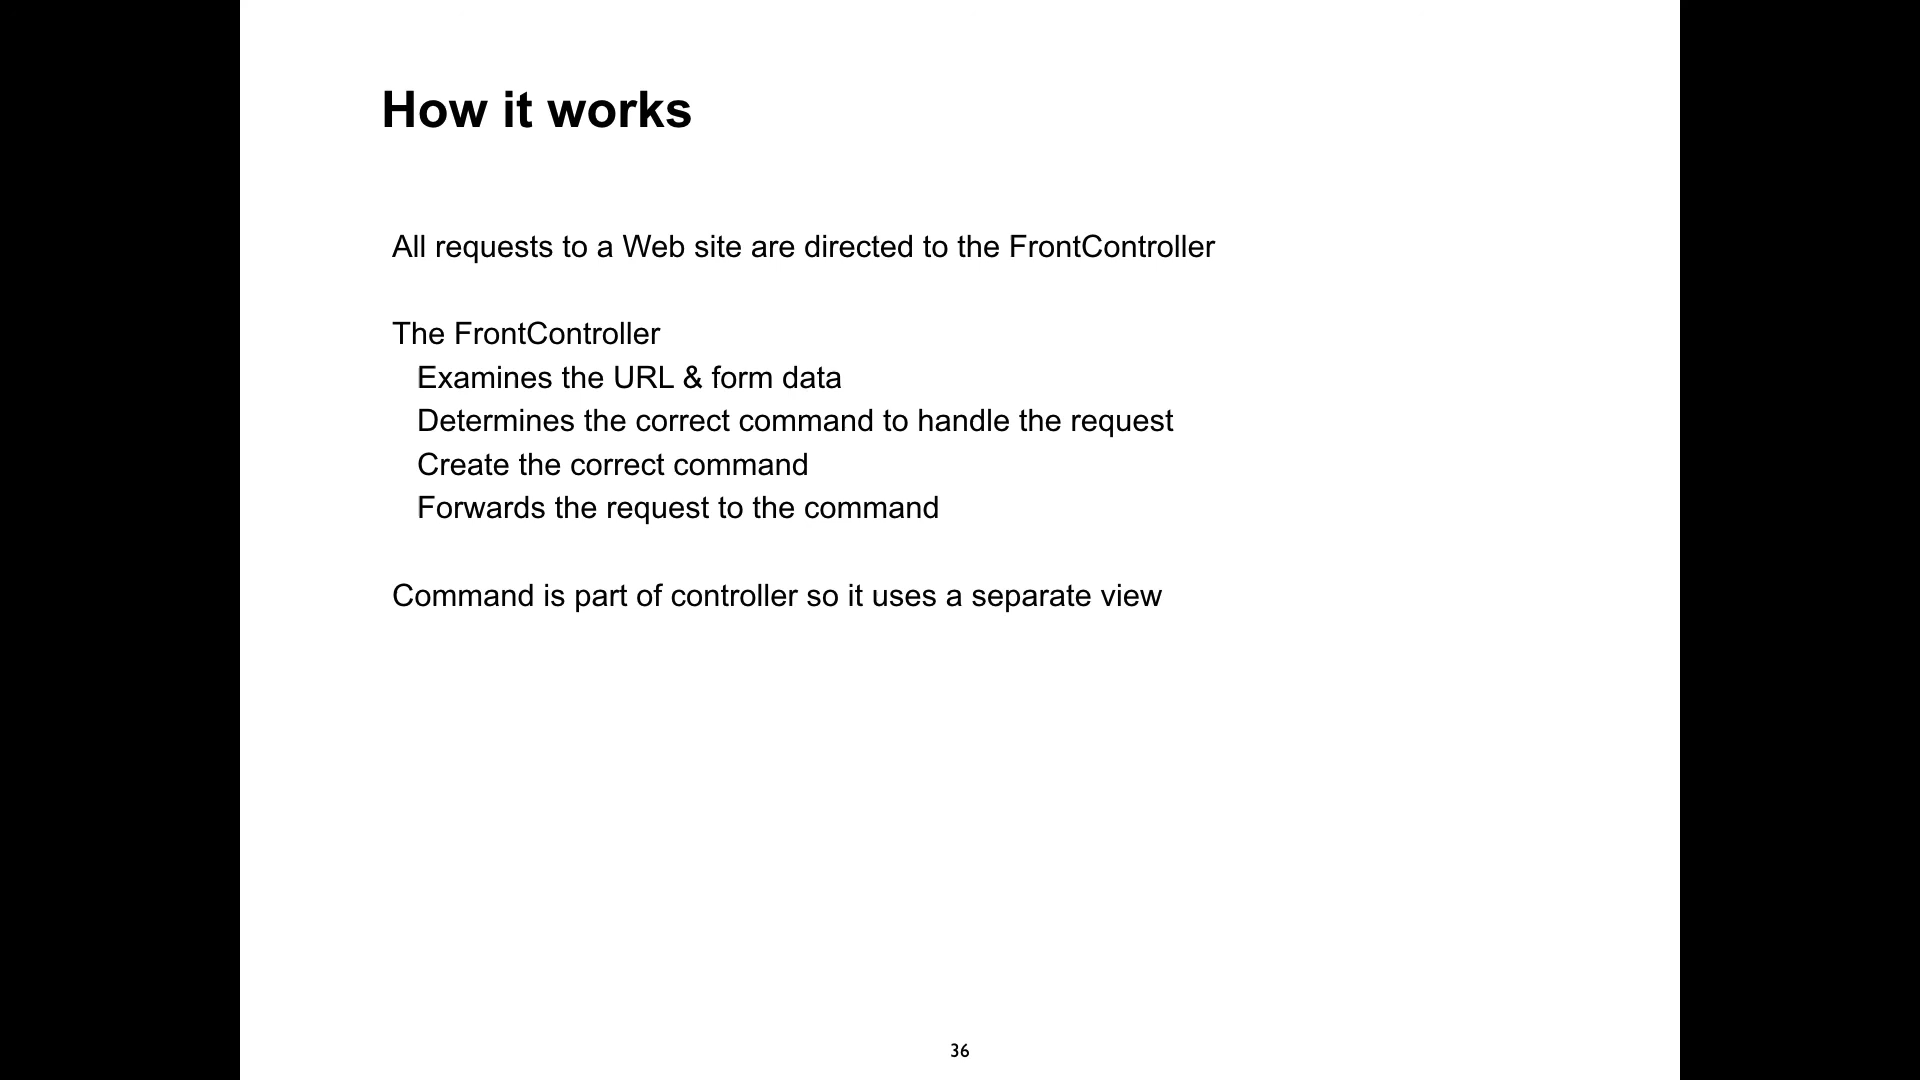 How it works
All requests to a Web site are directed to the FrontController
The FrontController
Examines the URL & form data
Determines the correct command to handle the request
Create the correct command
Forwards the request to the command
Command is part of controller so it uses a separate view
36